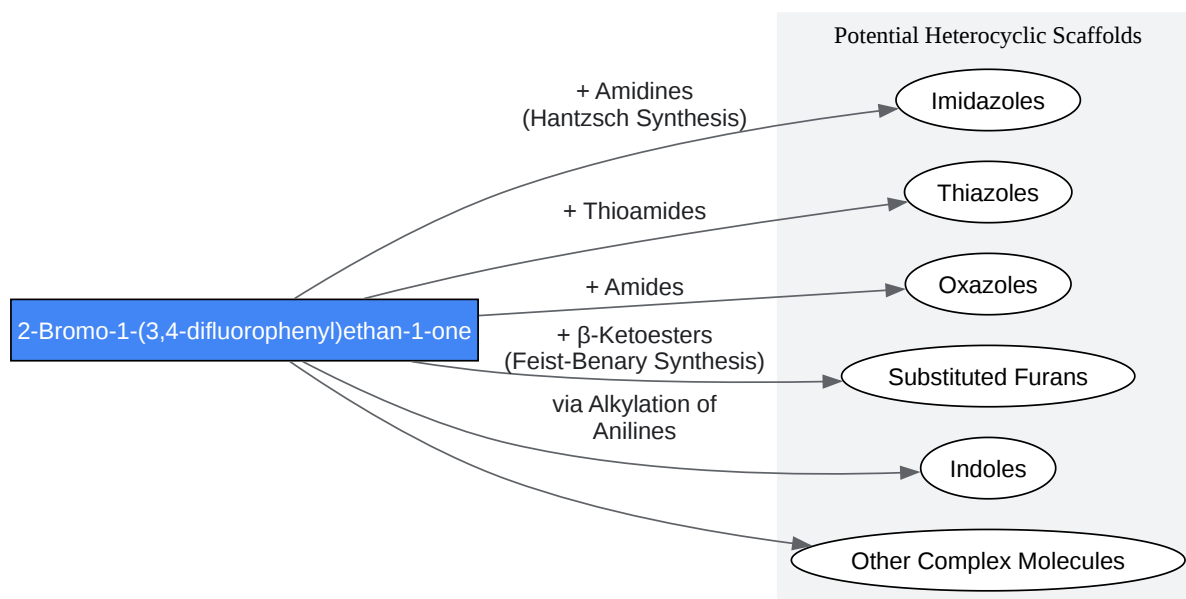 Potential Heterocyclic Scaffolds
+ Amidines
(Hantzsch Synthesis)
Imidazoles
+ Thioamides
Thiazoles
+ Amides
Oxazoles
2-Bromo-1-(3,4-difluorophenyl)ethan-1-one
+ β-Ketoesters
(Feist-Benary Synthesis)
Substituted Furans
via Alkylation of
Anilines
Indoles
Other Complex Molecules